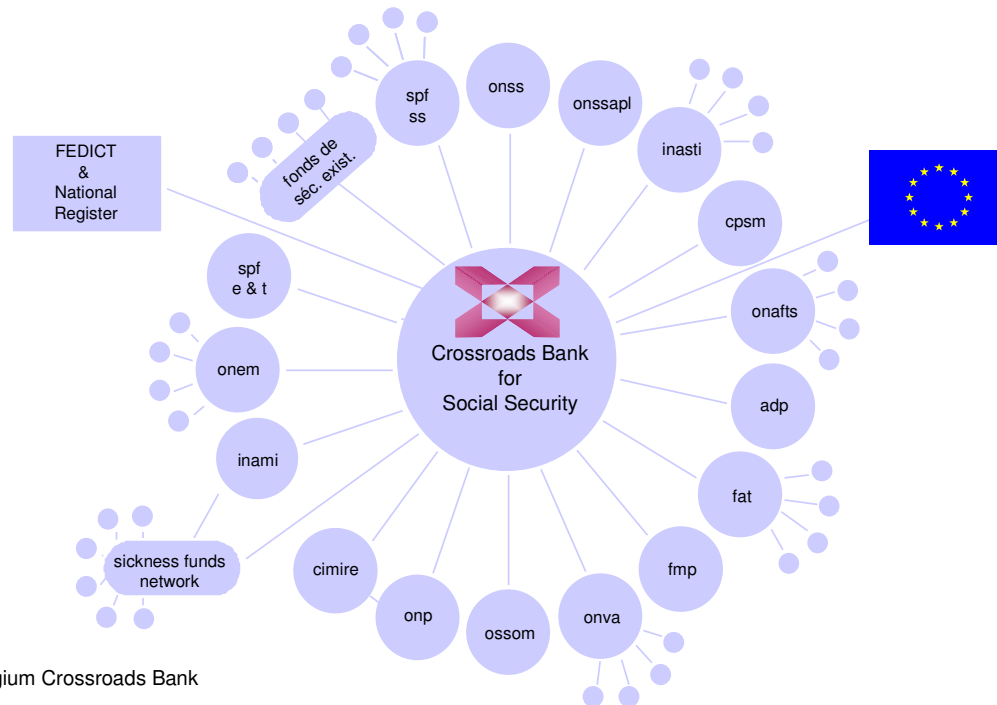 spf
ss
onss
onssapl
inasti
fonds de
séc. exist.
FEDICT
&
National
Register
cpsm
spf
e & t
onafts
onem
Crossroads Bank
for
Social Security
adp
inami
fat
sickness funds
network
cimire
fmp
onp
ossom
onva
gium Crossroads Bank